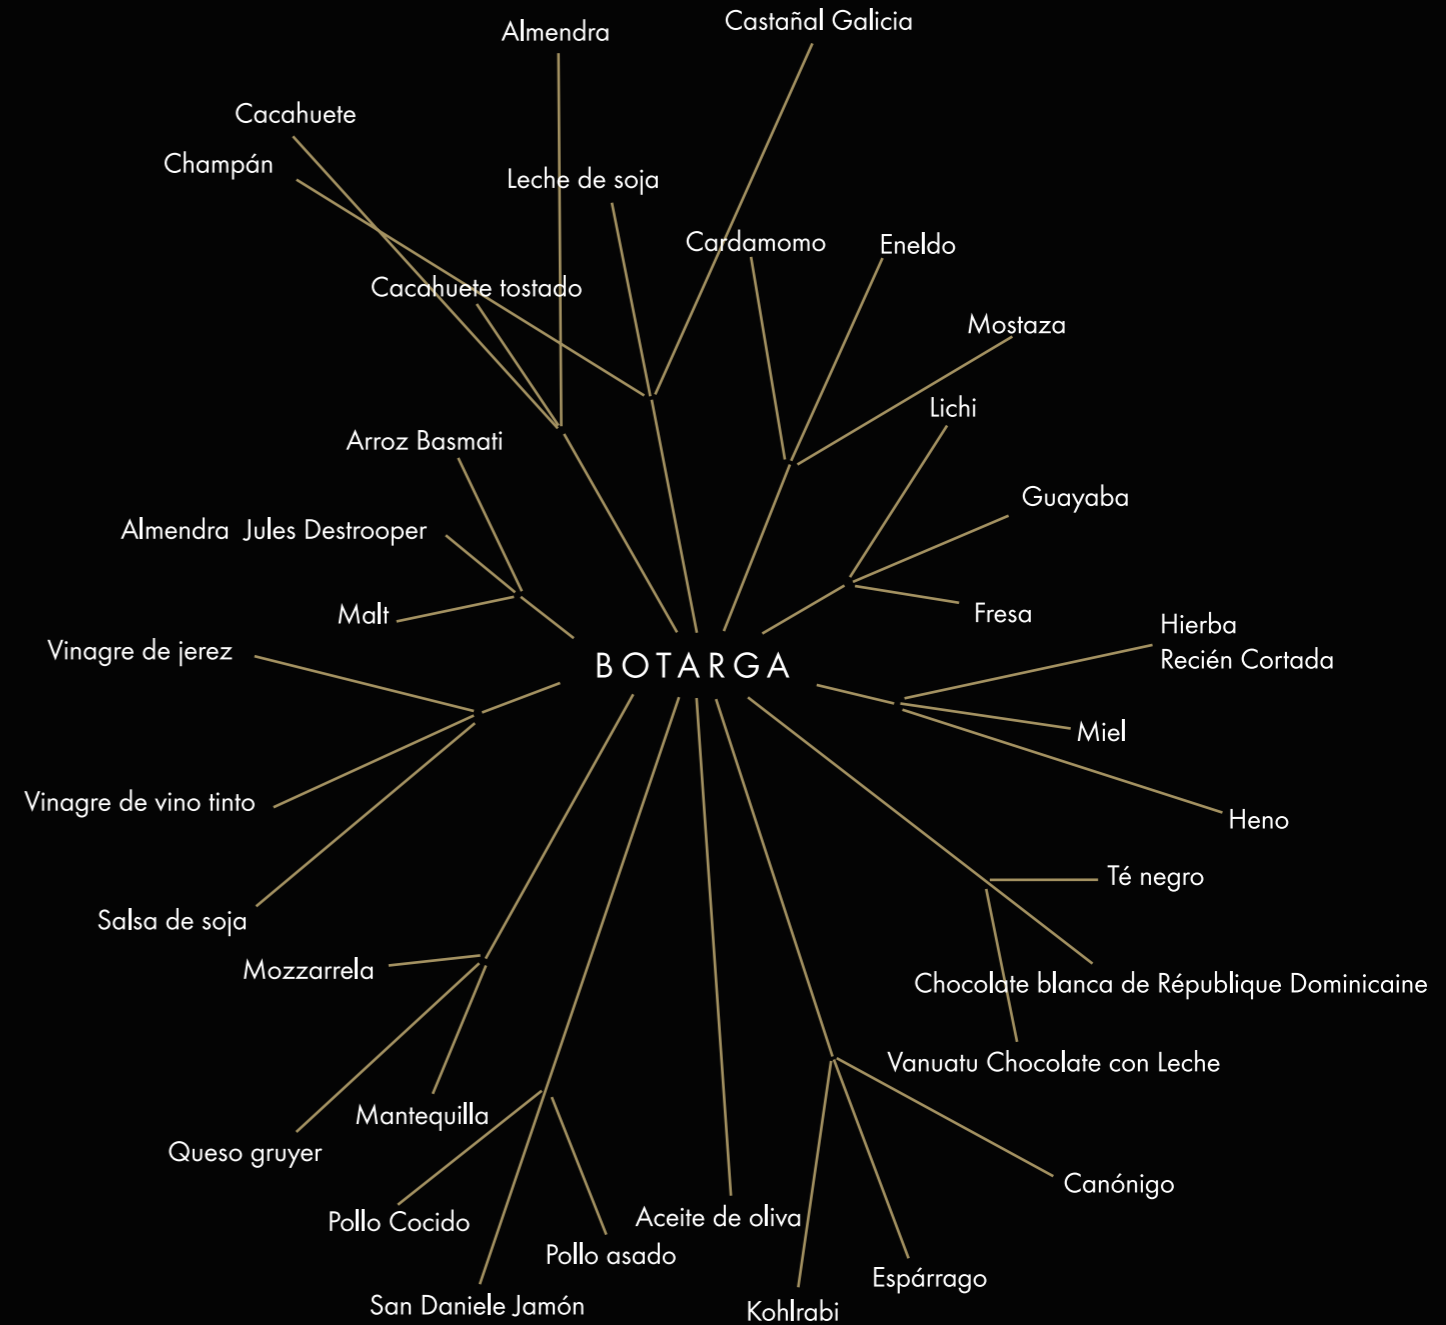 Castañal Galicia
Almendra
Cacahuete
Champán
Leche de soja
Cardamomo
Eneldo
Cacahuete tostado
Mostaza
Lichi
Arroz Basmati
Guayaba
Almendra Jules Destrooper
Malt
Fresa
Hierba
Recién Cortada
Vinagre de jerez
BOTARGA
Miel
Vinagre de vino tinto
Heno
Té negro
Salsa de soja
Mozzarrela
Chocolate blanca de République Dominicaine
Vanuatu Chocolate con Leche
Mantequilla
Queso gruyer
Canónigo
Pollo Cocido
Aceite de oliva
Pollo asado
Espárrago
San Daniele Jamón
Kohlrabi